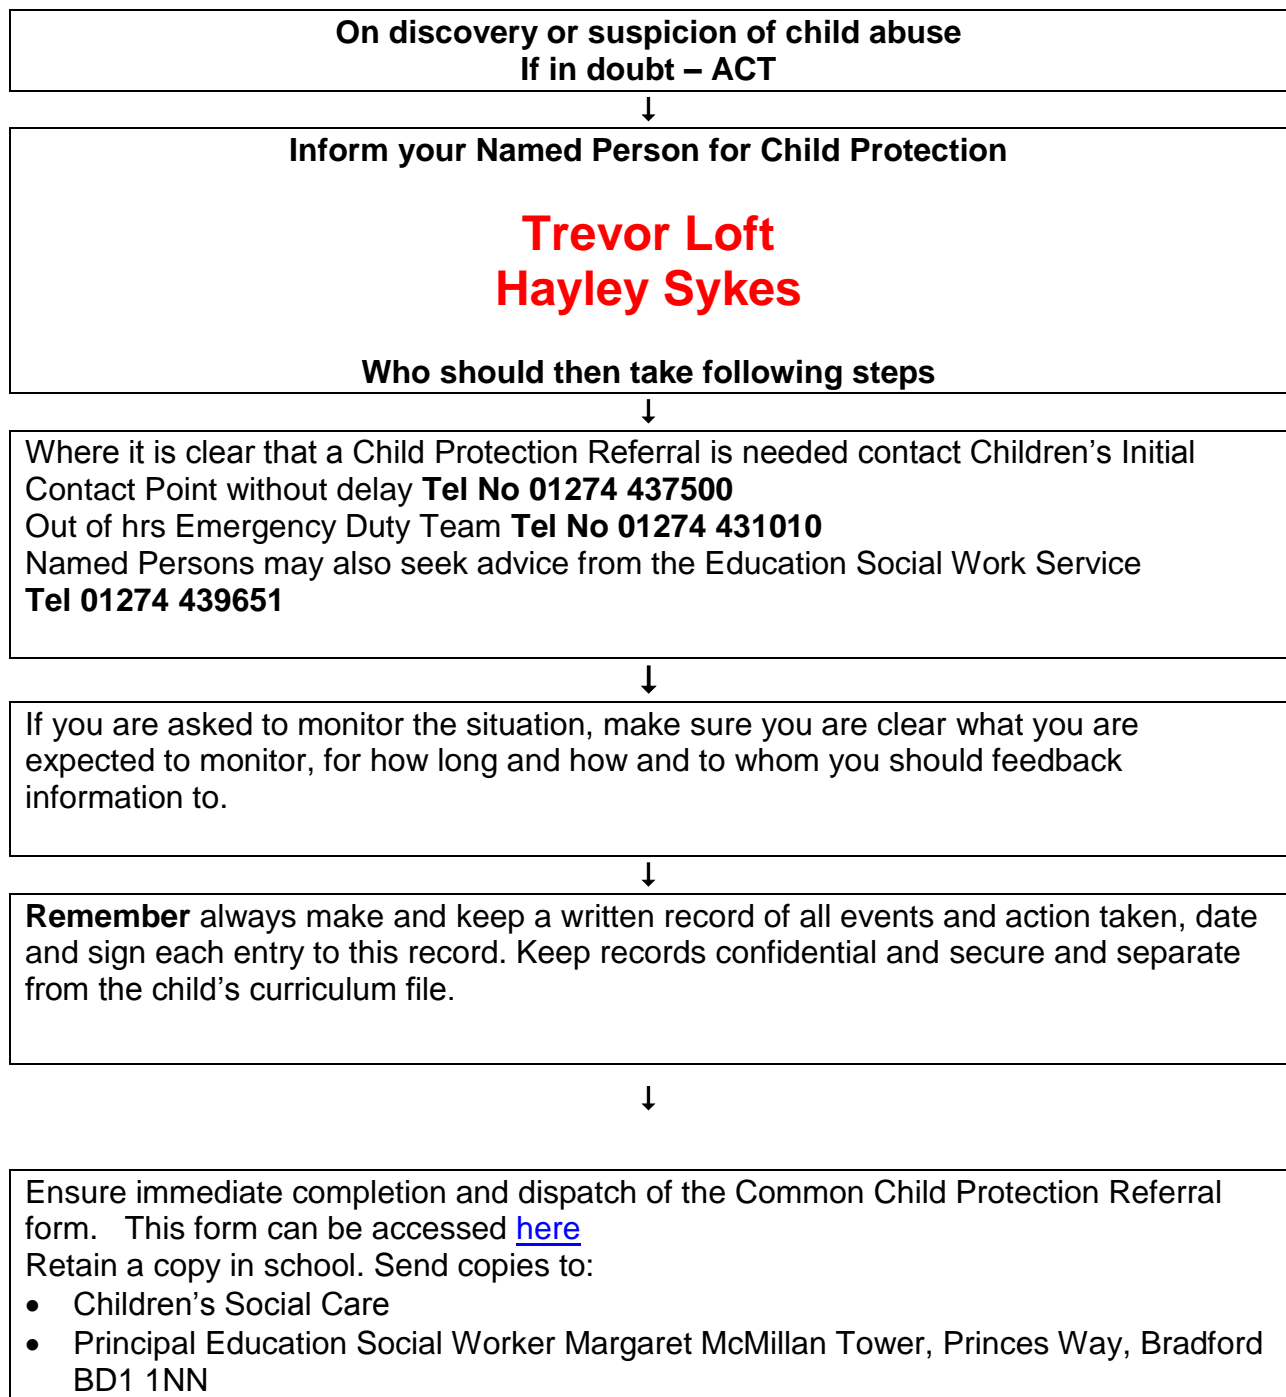 On discovery or suspicion of child abuse
If in doubt – ACT
↓
Inform your Named Person for Child Protection
Trevor Loft
Hayley Sykes
Who should then take following steps
↓
Where it is clear that a Child Protection Referral is needed contact Children’s Initial
Contact Point without delay Tel No 01274 437500
Out of hrs Emergency Duty Team Tel No 01274 431010
Named Persons may also seek advice from the Education Social Work Service
Tel 01274 439651
↓
If you are asked to monitor the situation, make sure you are clear what you are
expected to monitor, for how long and how and to whom you should feedback
information to.
↓
Remember always make and keep a written record of all events and action taken, date
and sign each entry to this record. Keep records confidential and secure and separate
from the child’s curriculum file.
↓
Ensure immediate completion and dispatch of the Common Child Protection Referral
form.   This form can be accessed here
Retain a copy in school. Send copies to:
• Children’s Social Care
• Principal Education Social Worker Margaret McMillan Tower, Princes Way, Bradford
BD1 1NN